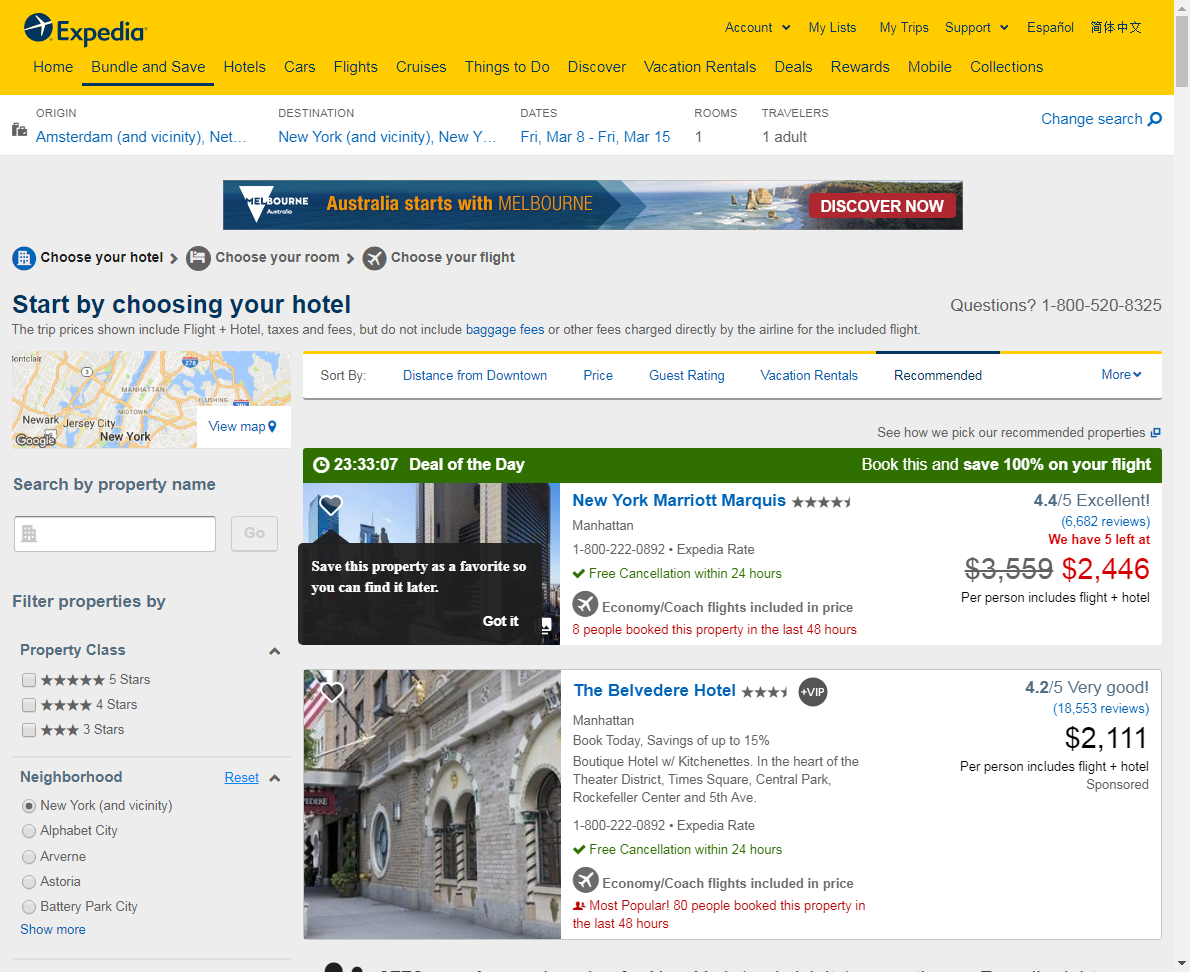 Expedia
Account
My Lists
My Trips
Support
Español
简体中文
Home
Bundle and Save
Hotels
Cars
Flights
Cruises
Things to Do
Discover
Vacation Rentals
Deals
Rewards
Mobile
Collections
ORIGIN
DESTINATION
DATES
ROOMS
TRAVELERS
Amsterdam (and vicinity), Net...
New York (and vicinity), New Y...
Fri, Mar 8 - Fri, Mar 15
1
1 adult
Change search
MELBOURNE
Australia
Australia starts with MELBOURNE
DISCOVER NOW
Choose your hotel
Choose your room
Choose your flight
Start by choosing your hotel
Questions? 1-800-520-8325
The trip prices shown include Flight + Hotel, taxes and fees, but do not include baggage fees or other fees charged directly by the airline for the included flight.
ontclair
278
3
MANHATTAN
FLUSHING
MIDTOWN
Newark
Jersey City
New York
Google
View map
Sort By:
Distance from Downtown
Price
Guest Rating
Vacation Rentals
Recommended
More
See how we pick our recommended properties
Search by property name
Go
Filter properties by
Property Class
5 Stars
4 Stars
3 Stars
Neighborhood
Reset
New York (and vicinity)
Alphabet City
Arverne
Astoria
Battery Park City
Show more
23:33:07 Deal of the Day
Book this and save 100% on your flight
Save this property as a favorite so
you can find it later.
Got it
New York Marriott Marquis
Manhattan
1-800-222-0892 • Expedia Rate
Free Cancellation within 24 hours
Economy/Coach flights included in price
8 people booked this property in the last 48 hours
4.4/5 Excellent!
(6,682 reviews)
We have 5 left at
$3,559 $2,446
Per person includes flight + hotel
The Belvedere Hotel
+VIP
Manhattan
Book Today, Savings of up to 15%
Boutique Hotel w/ Kitchenettes. In the heart of the
Theater District, Times Square, Central Park,
Rockefeller Center and 5th Ave.
1-800-222-0892 • Expedia Rate
Free Cancellation within 24 hours
Economy/Coach flights included in price
Most Popular! 80 people booked this property in
the last 48 hours
4.2/5 Very good!
(18,553 reviews)
$2,111
Per person includes flight + hotel
Sponsored